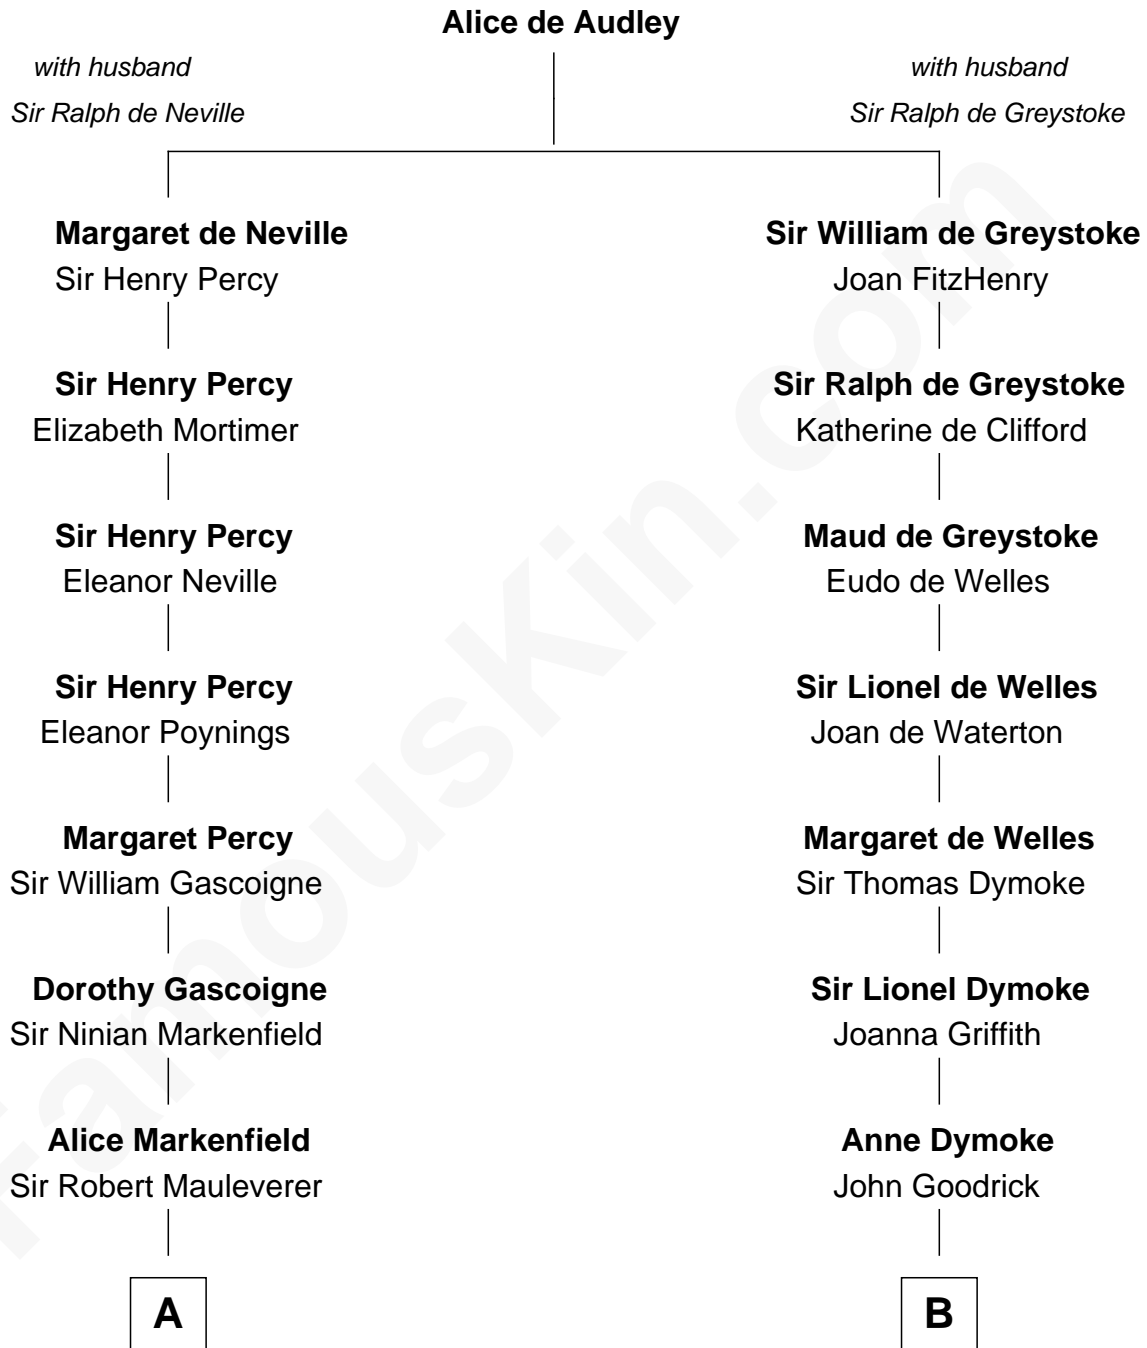 Alice de Audley
with husband
Sir Ralph de Neville
with husband
Sir Ralph de Greystoke
Margaret de Neville
Sir Henry Percy
Sir William de Greystoke
Joan FitzHenry
Sir Henry Percy
Elizabeth Mortimer
Sir Ralph de Greystoke
Katherine de Clifford
Sir Henry Percy
Eleanor Neville
Maud de Greystoke
Eudo de Welles
Sir Henry Percy
Eleanor Poynings
Sir Lionel de Welles
Joan de Waterton
Margaret Percy
Sir William Gascoigne
Margaret de Welles
Sir Thomas Dymoke
Dorothy Gascoigne
Sir Ninian Markenfield
Sir Lionel Dymoke
Joanna Griffith
Alice Markenfield
Sir Robert Mauleverer
Anne Dymoke
John Goodrick
A
B
FamousKin.com